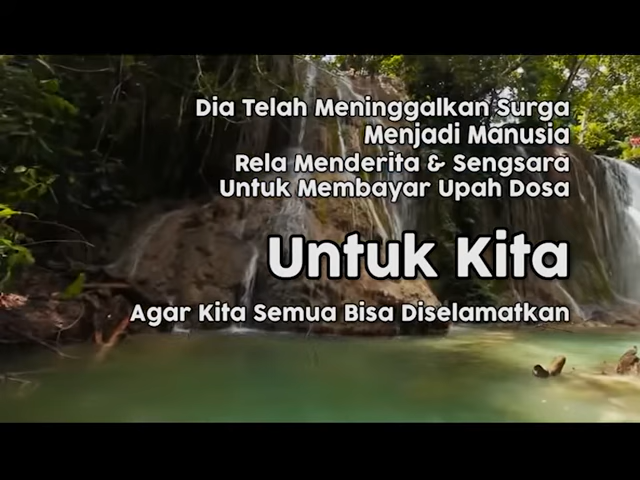 Dia Telah Meninggalkan Surga
Menjadi Manusia
Rela Menderita & Sengsara
Untuk Membayar Upah Dosa
Untuk Kita
Agar Kita Semua Bisa Diselamatkan